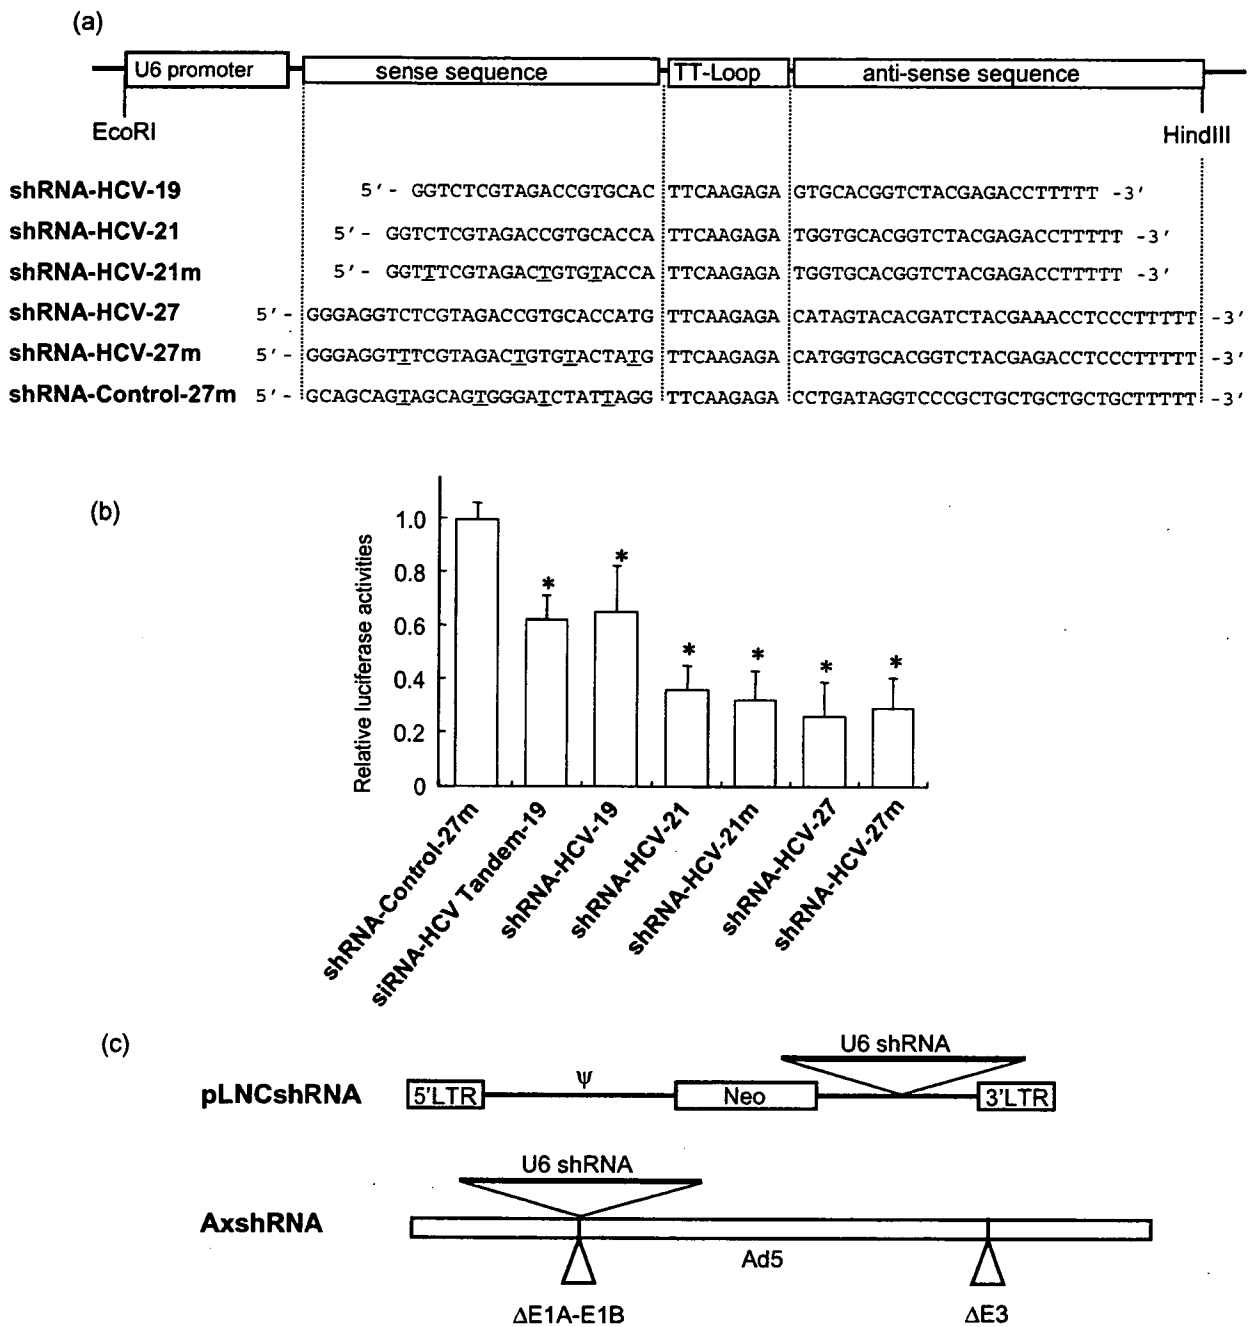 (a)
U6 promoter sense sequence TT-Loop anti-sense sequence
EcoRI HindIII
shRNA-HCV-19 5'- GGTCTCGTAGACCGTGCAC TTCAAGAGA GTGCACGGTCTACGAGACCTTTTT -3'
shRNA-HCV-21 5'- GGTCTCGTAGACCGTGCACCA TTCAAGAGA TGGTGCACGGTCTACGAGACCTTTTT -3'
shRNA-HCV-21m 5'- GGTTTCGTAGACTGTGTACCA TTCAAGAGA TGGTGCACGGTCTACGAGACCTTTTT -3'
shRNA-HCV-27 5'- GGGAGGTCTCGTAGACCGTGCACCATG TTCAAGAGA CATAGTACACGATCTACGAAACCTCCCTTTTT -3'
shRNA-HCV-27m 5'- GGGAGGTTTCGTAGACTGTGTACTATG TTCAAGAGA CATGGTGCACGGTCTACGAGACCTCCCTTTTT -3'
shRNA-Control-27m 5'- GCAGCAGTAGCAGTGGGATCTATTAGG TTCAAGAGA CCTGATAGGTCCCGCTGCTGCTGCTGCTTTTT -3'
(b)
Relative luciferase activities
1.0
0.8
0.6
0.4
0.2
0
* * * * * *
shRNA-Control-27m
siRNA-HCV Tandem-19
shRNA-HCV-19
shRNA-HCV-21
shRNA-HCV-21m
shRNA-HCV-27
shRNA-HCV-27m
(c)
U6 shRNA
pLNCshRNA 5'LTR ψ Neo 3'LTR
U6 shRNA
AxshRNA
Ad5
ΔE1A-E1B ΔE3